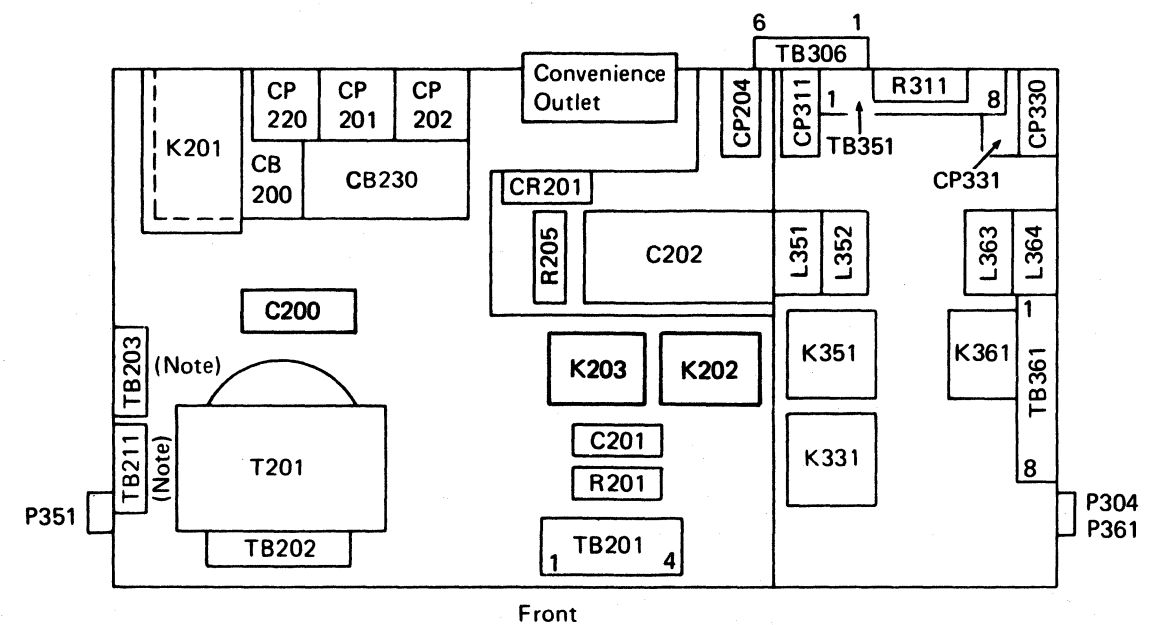 6 1
TB306
Convenience
Outlet
K201
CP
220
CP
201
CP
202
CB
200
CB230
CP204
CP311
1
R311
8
CP330
TB351
CP331
CR201
R205
C202
L351
L352
L363
L364
C200
TB203
(Note)
K203
K202
K351
K361
1
TB361
8
TB211
(Note)
T201
C201
R201
K331
P351
TB202
TB201
1 4
P304
P361
Front